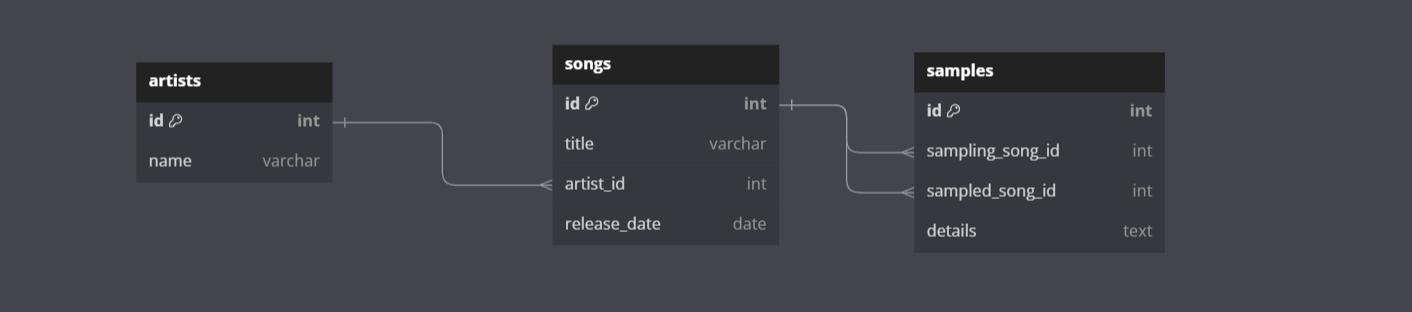 artists
id int
name varchar
songs
id int
title varchar
artist_id int
release_date date
samples
id int
sampling_song_id int
sampled_song_id int
details text